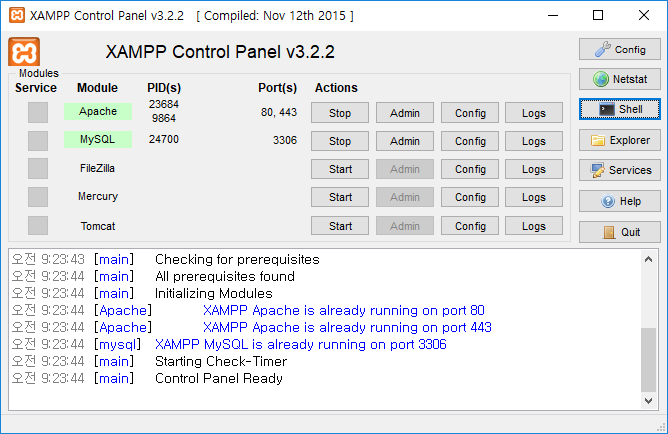 XAMPP Control Panel v3.2.2 [ Compiled: Nov 12th 2015 ]
XAMPP Control Panel v3.2.2
Config
Modules
Service Module PID(s) Port(s) Actions
Netstat
Apache 23684 9864 80, 443 Stop Admin Config Logs
Shell
MySQL 24700 3306 Stop Admin Config Logs
Explorer
FileZilla Start Admin Config Logs
Services
Mercury Start Admin Config Logs
Help
Tomcat Start Admin Config Logs
Quit
오전 9:23:43 [main] Checking for prerequisites
오전 9:23:44 [main] All prerequisites found
오전 9:23:44 [main] Initializing Modules
오전 9:23:44 [Apache] XAMPP Apache is already running on port 80
오전 9:23:44 [Apache] XAMPP Apache is already running on port 443
오전 9:23:44 [mysql] XAMPP MySQL is already running on port 3306
오전 9:23:44 [main] Starting Check-Timer
오전 9:23:44 [main] Control Panel Ready